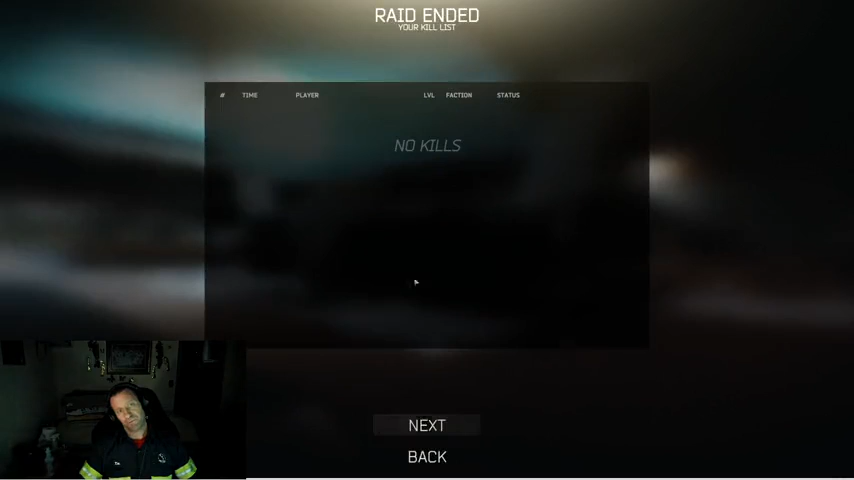 RAID ENDED
YOUR KILL LIST
# TIME PLAYER LVL FACTION STATUS
NO KILLS
NEXT
BACK